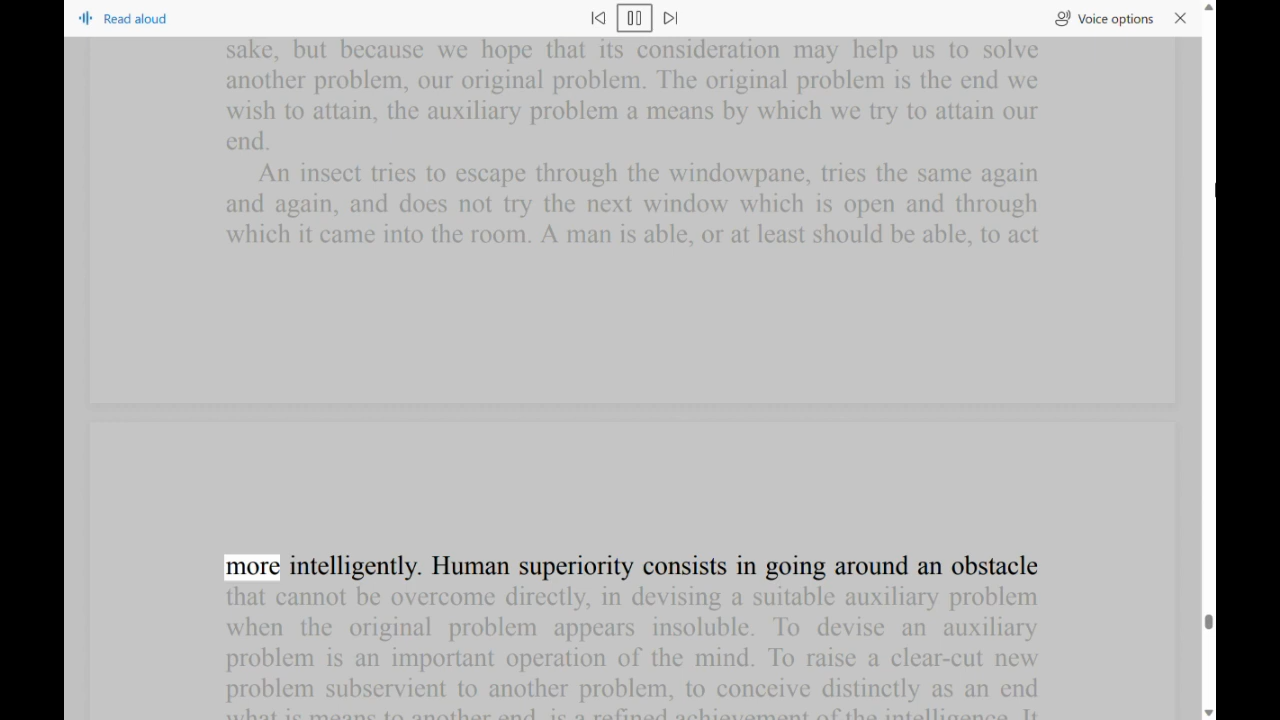 Read aloud
Voice options
sake, but because we hope that its consideration may help us to solve
another problem, our original problem. The original problem is the end we
wish to attain, the auxiliary problem a means by which we try to attain our
end.
An insect tries to escape through the windowpane, tries the same again
and again, and does not try the next window which is open and through
which it came into the room. A man is able, or at least should be able, to act
more intelligently. Human superiority consists in going around an obstacle
that cannot be overcome directly, in devising a suitable auxiliary problem
when the original problem appears insoluble. To devise an auxiliary
problem is an important operation of the mind. To raise a clear-cut new
problem subservient to another problem, to conceive distinctly as an end
what is means to another end, is a refined achievement of the intelligence. It